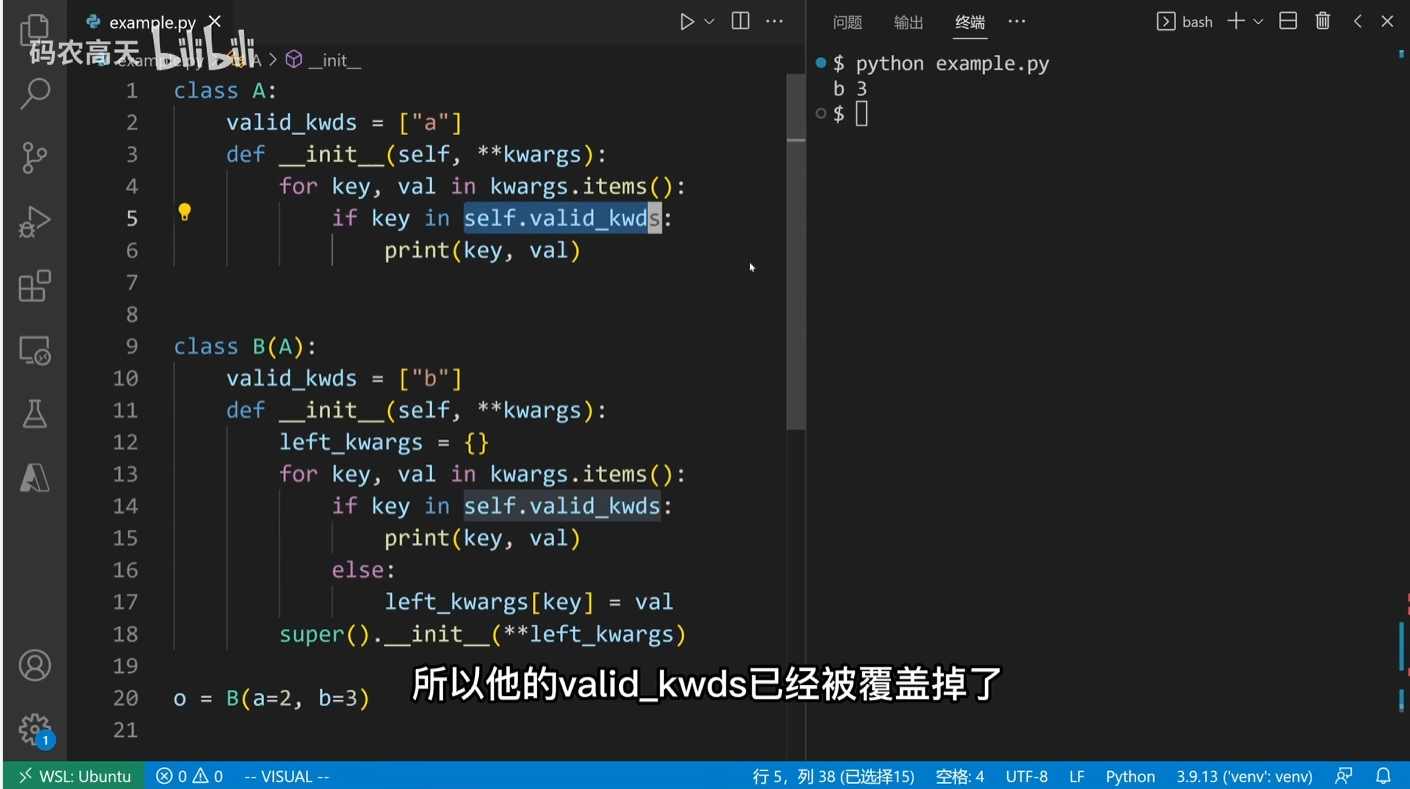 example.py
问题 输出 终端 ··· bash
码农高天 bilibili
example.py > A > __init__
1 class A:
2     valid_kwds = ["a"]
3     def __init__(self, **kwargs):
4         for key, val in kwargs.items():
5             if key in self.valid_kwds:
6                 print(key, val)
7
8
9 class B(A):
10     valid_kwds = ["b"]
11     def __init__(self, **kwargs):
12         left_kwargs = {}
13         for key, val in kwargs.items():
14             if key in self.valid_kwds:
15                 print(key, val)
16             else:
17                 left_kwargs[key] = val
18         super().__init__(**left_kwargs)
19
20 o = B(a=2, b=3)
21
$ python example.py
b 3
$
所以他的valid_kwds已经被覆盖掉了
1
WSL: Ubuntu 0 0 -- VISUAL -- 行 5，列 38 (已选择15) 空格: 4 UTF-8 LF Python 3.9.13 ('venv': venv)